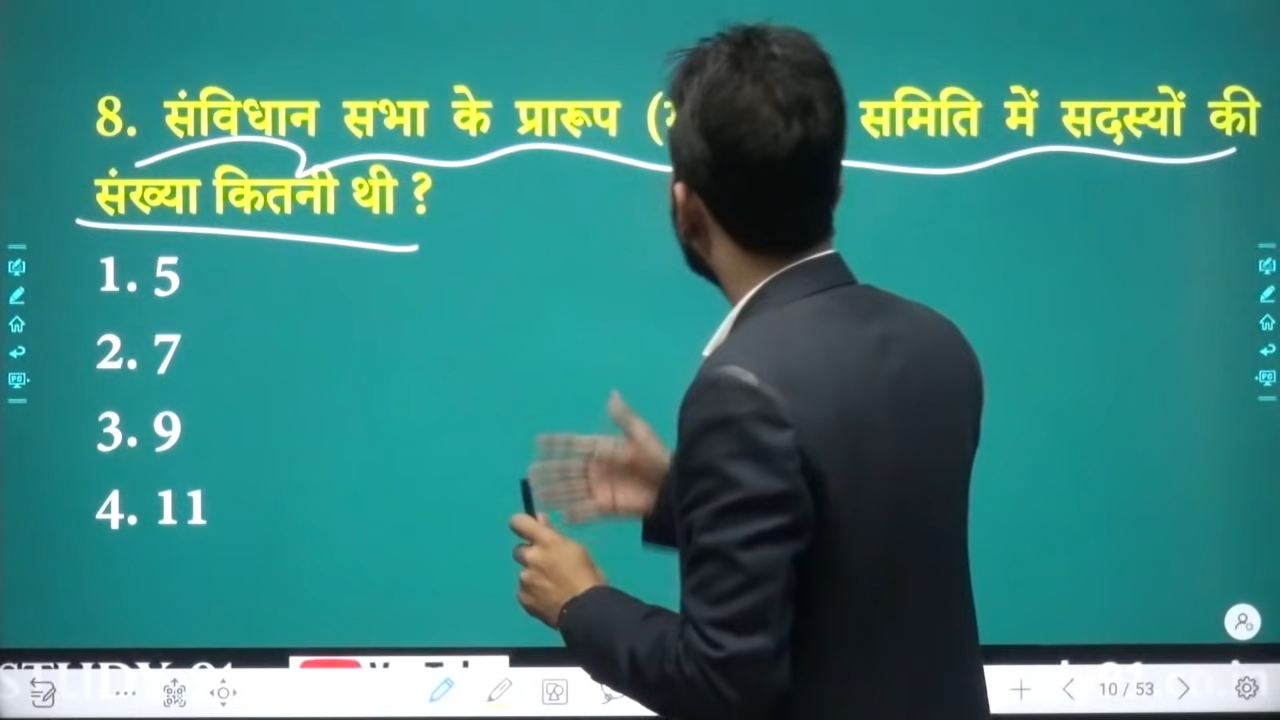 8. संविधान सभा के प्रारूप ( समिति में सदस्यों की
संख्या कितनी थी ?
1. 5
2. 7
3. 9
4. 11
10 / 53